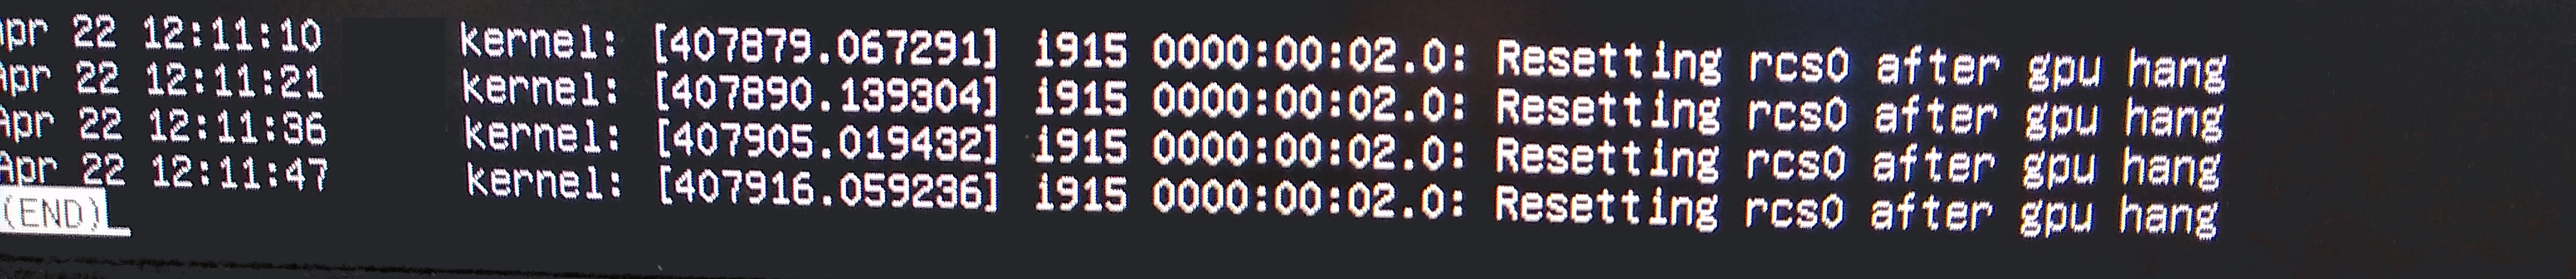 Apr 22 12:11:10 kernel: [407879.067291] i915 0000:00:02.0: Resetting rcs0 after gpu hang
Apr 22 12:11:21 kernel: [407890.139304] i915 0000:00:02.0: Resetting rcs0 after gpu hang
Apr 22 12:11:36 kernel: [407905.019432] i915 0000:00:02.0: Resetting rcs0 after gpu hang
Apr 22 12:11:47 kernel: [407916.059236] i915 0000:00:02.0: Resetting rcs0 after gpu hang
(END)